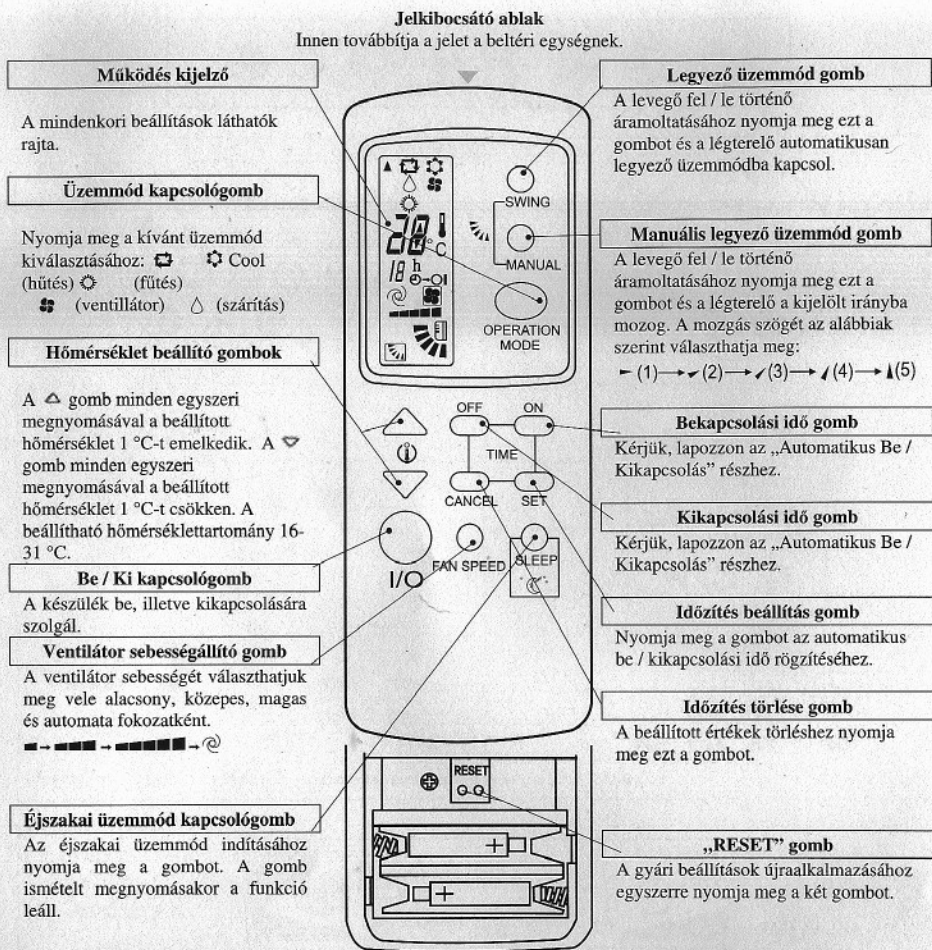 Jelkibocsátó ablak
Innen továbbítja a jelet a beltéri egységnek.
Működés kijelző
A mindenkori beállítások láthatók
rajta.
Üzemmód kapcsológomb
Nyomja meg a kívánt üzemmód
kiválasztásához: Cool
(hűtés) (fűtés)
(ventillátor) (szárítás)
Hőmérséklet beállító gombok
A gomb minden egyszeri
megnyomásával a beállított
hőmérséklet 1 °C-t emelkedik. A
gomb minden egyszeri
megnyomásával a beállított
hőmérséklet 1 °C-t csökken. A
beállítható hőmérséklettartomány 16-
31 °C.
Be / Ki kapcsológomb
A készülék be, illetve kikapcsolására
szolgál.
Ventilátor sebességállító gomb
A ventilátor sebességét választhatjuk
meg vele alacsony, közepes, magas
és automata fokozatként.
Éjszakai üzemmód kapcsológomb
Az éjszakai üzemmód indításához
nyomja meg a gombot. A gomb
ismételt megnyomásakor a funkció
leáll.
28 °C
18 h
SWING
MANUAL
OPERATION
MODE
OFF ON
TIME
CANCEL SET
I/O
FAN SPEED
SLEEP
RESET
+
+
Legyező üzemmód gomb
A levegő fel / le történő
áramoltatásához nyomja meg ezt a
gombot és a légterelő automatikusan
legyező üzemmódba kapcsol.
Manuális legyező üzemmód gomb
A levegő fel / le történő
áramoltatásához nyomja meg ezt a
gombot és a légterelő a kijelölt irányba
mozog. A mozgás szögét az alábbiak
szerint választhatja meg:
(1) → (2) → (3) → (4) → (5)
Bekapcsolási idő gomb
Kérjük, lapozzon az „Automatikus Be /
Kikapcsolás” részhez.
Kikapcsolási idő gomb
Kérjük, lapozzon az „Automatikus Be /
Kikapcsolás” részhez.
Időzítés beállítás gomb
Nyomja meg a gombot az automatikus
be / kikapcsolási idő rögzítéséhez.
Időzítés törlése gomb
A beállított értékek törléshez nyomja
meg ezt a gombot.
„RESET” gomb
A gyári beállítások újraalkalmazásához
egyszerre nyomja meg a két gombot.